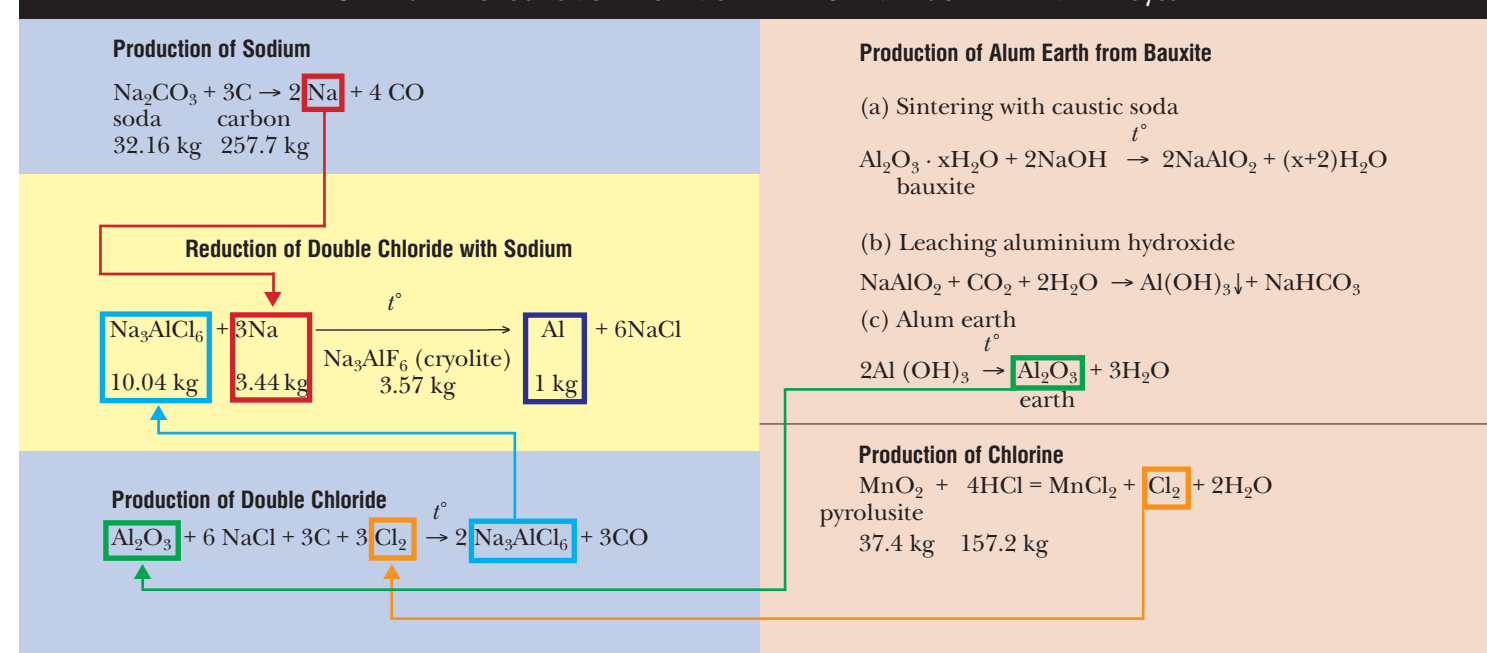 Production of Sodium
Na₂CO₃ + 3C → 2 Na + 4 CO
soda carbon
32.16 kg 257.7 kg
Reduction of Double Chloride with Sodium
t°
Na₃AlCl₆ + 3Na → Al + 6NaCl
Na₃AlF₆ (cryolite)
10.04 kg 3.44 kg 3.57 kg 1 kg
Production of Double Chloride
t°
Al₂O₃ + 6 NaCl + 3C + 3 Cl₂ → 2 Na₃AlCl₆ + 3CO
Production of Alum Earth from Bauxite
(a) Sintering with caustic soda
t°
Al₂O₃ · xH₂O + 2NaOH → 2NaAlO₂ + (x+2)H₂O
bauxite
(b) Leaching aluminium hydroxide
NaAlO₂ + CO₂ + 2H₂O → Al(OH)₃↓+ NaHCO₃
(c) Alum earth
t°
2Al (OH)₃ → Al₂O₃ + 3H₂O
earth
Production of Chlorine
MnO₂ + 4HCl = MnCl₂ + Cl₂ + 2H₂O
pyrolusite
37.4 kg 157.2 kg